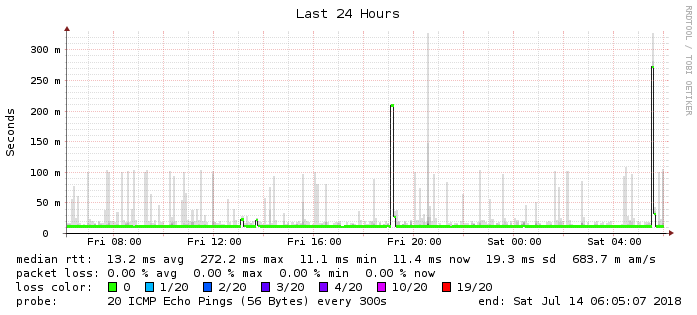 Last 24 Hours
RRDTOOL / TOBI OETIKER
Seconds
300 m
250 m
200 m
150 m
100 m
50 m
0
Fri 08:00 Fri 12:00 Fri 16:00 Fri 20:00 Sat 00:00 Sat 04:00
median rtt: 13.2 ms avg 272.2 ms max 11.1 ms min 11.4 ms now 19.3 ms sd 683.7 m am/s
packet loss: 0.00 % avg 0.00 % max 0.00 % min 0.00 % now
loss color: 0 1/20 2/20 3/20 4/20 10/20 19/20
probe: 20 ICMP Echo Pings (56 Bytes) every 300s end: Sat Jul 14 06:05:07 2018